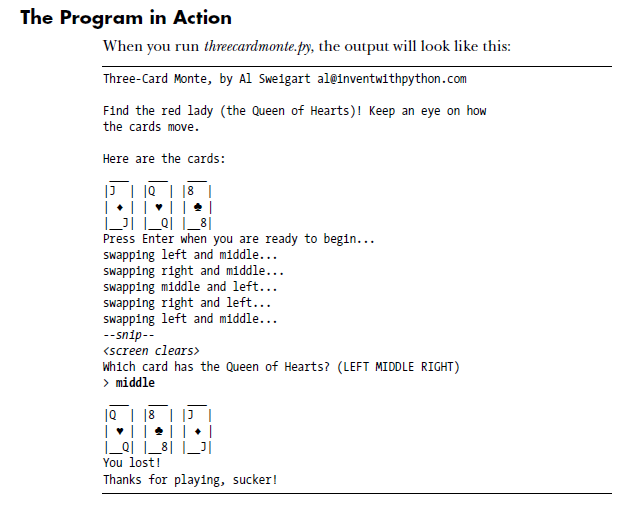 The Program in Action
When you run threecardmonte.py, the output will look like this:
Three-Card Monte, by Al Sweigart al@inventwithpython.com
Find the red lady (the Queen of Hearts)! Keep an eye on how
the cards move.
Here are the cards:
 ___   ___   ___
|J  | |Q  | |8  |
| ♦ | | ♥ | | ♣ |
|__J| |__Q| |__8|
Press Enter when you are ready to begin...
swapping left and middle...
swapping right and middle...
swapping middle and left...
swapping right and left...
swapping left and middle...
--snip--
<screen clears>
Which card has the Queen of Hearts? (LEFT MIDDLE RIGHT)
> middle
 ___   ___   ___
|Q  | |8  | |J  |
| ♥ | | ♣ | | ♦ |
|__Q| |__8| |__J|
You lost!
Thanks for playing, sucker!